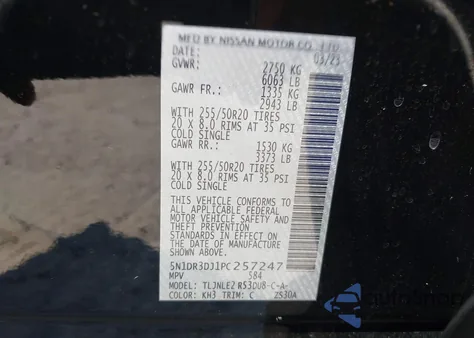 MFD BY NISSAN MOTOR CO., LTD.
DATE: 03/23
GVWR: 2750 KG
6063 LB
GAWR FR.: 1335 KG
2943 LB
WITH 255/50R20 TIRES
20 X 8.0 RIMS AT 35 PSI
COLD SINGLE
GAWR RR.: 1530 KG
3373 LB
WITH 255/50R20 TIRES
20 X 8.0 RIMS AT 35 PSI
COLD SINGLE
THIS VEHICLE CONFORMS
TO ALL APPLICABLE FEDERAL
MOTOR VEHICLE SAFETY AND
THEFT PREVENTION
STANDARDS IN EFFECT ON
THE DATE OF MANUFACTURE
SHOWN ABOVE.
5N1DR3DJ1PC257247
MPV 584
MODEL: TLJNLE2 R53DU8-C-A-
COLOR: KH3 TRIM: C 2S30A